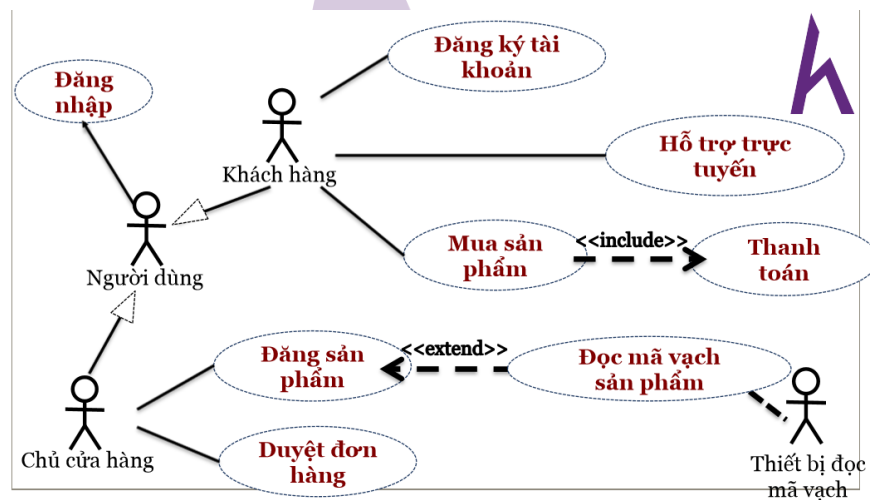 Đăng ký tài
khoản
Đăng
nhập
Hỗ trợ trực
tuyến
Khách hàng
Mua sản
phẩm
<<include>>
Thanh
toán
Người dùng
Đăng sản
phẩm
<<extend>>
Đọc mã vạch
sản phẩm
Chủ cửa hàng
Duyệt đơn
hàng
Thiết bị đọc
mã vạch